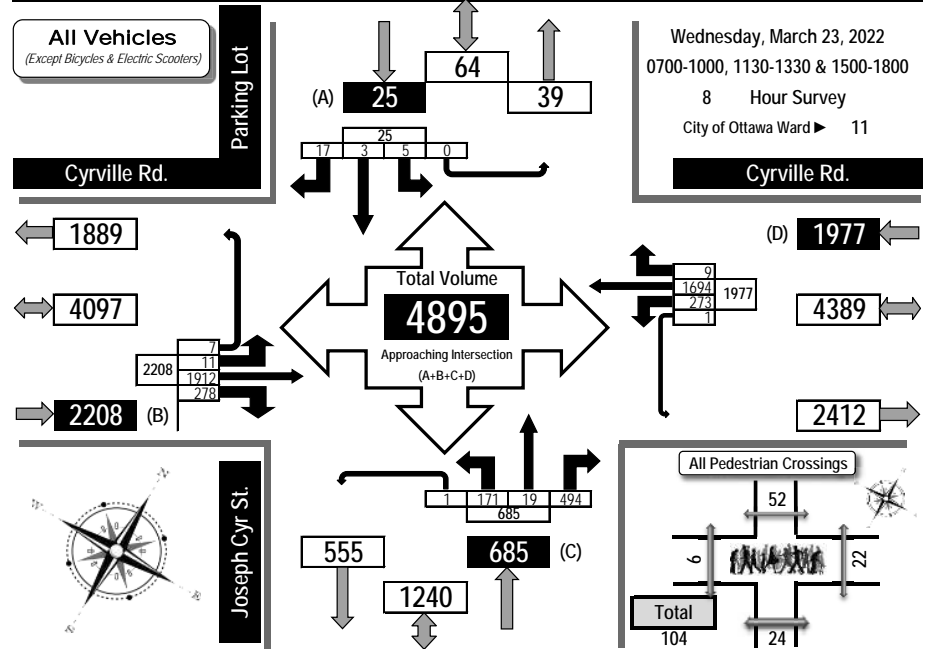 All Vehicles
(Except Bicycles & Electric Scooters)
Parking Lot
Cyrville Rd.
64
(A) 25
39
25
17 3 5 0
Wednesday, March 23, 2022
0700-1000, 1130-1330 & 1500-1800
8 Hour Survey
City of Ottawa Ward ► 11
Cyrville Rd.
1889
4097
2208
7
11
1912
278
2208 (B)
Total Volume
4895
Approaching Intersection
(A+B+C+D)
(D) 1977
9
1694
273
1
1977
4389
2412
Joseph Cyr St.
1 171 19 494
685
555
685 (C)
1240
All Pedestrian Crossings
52
6
22
Total
104
24